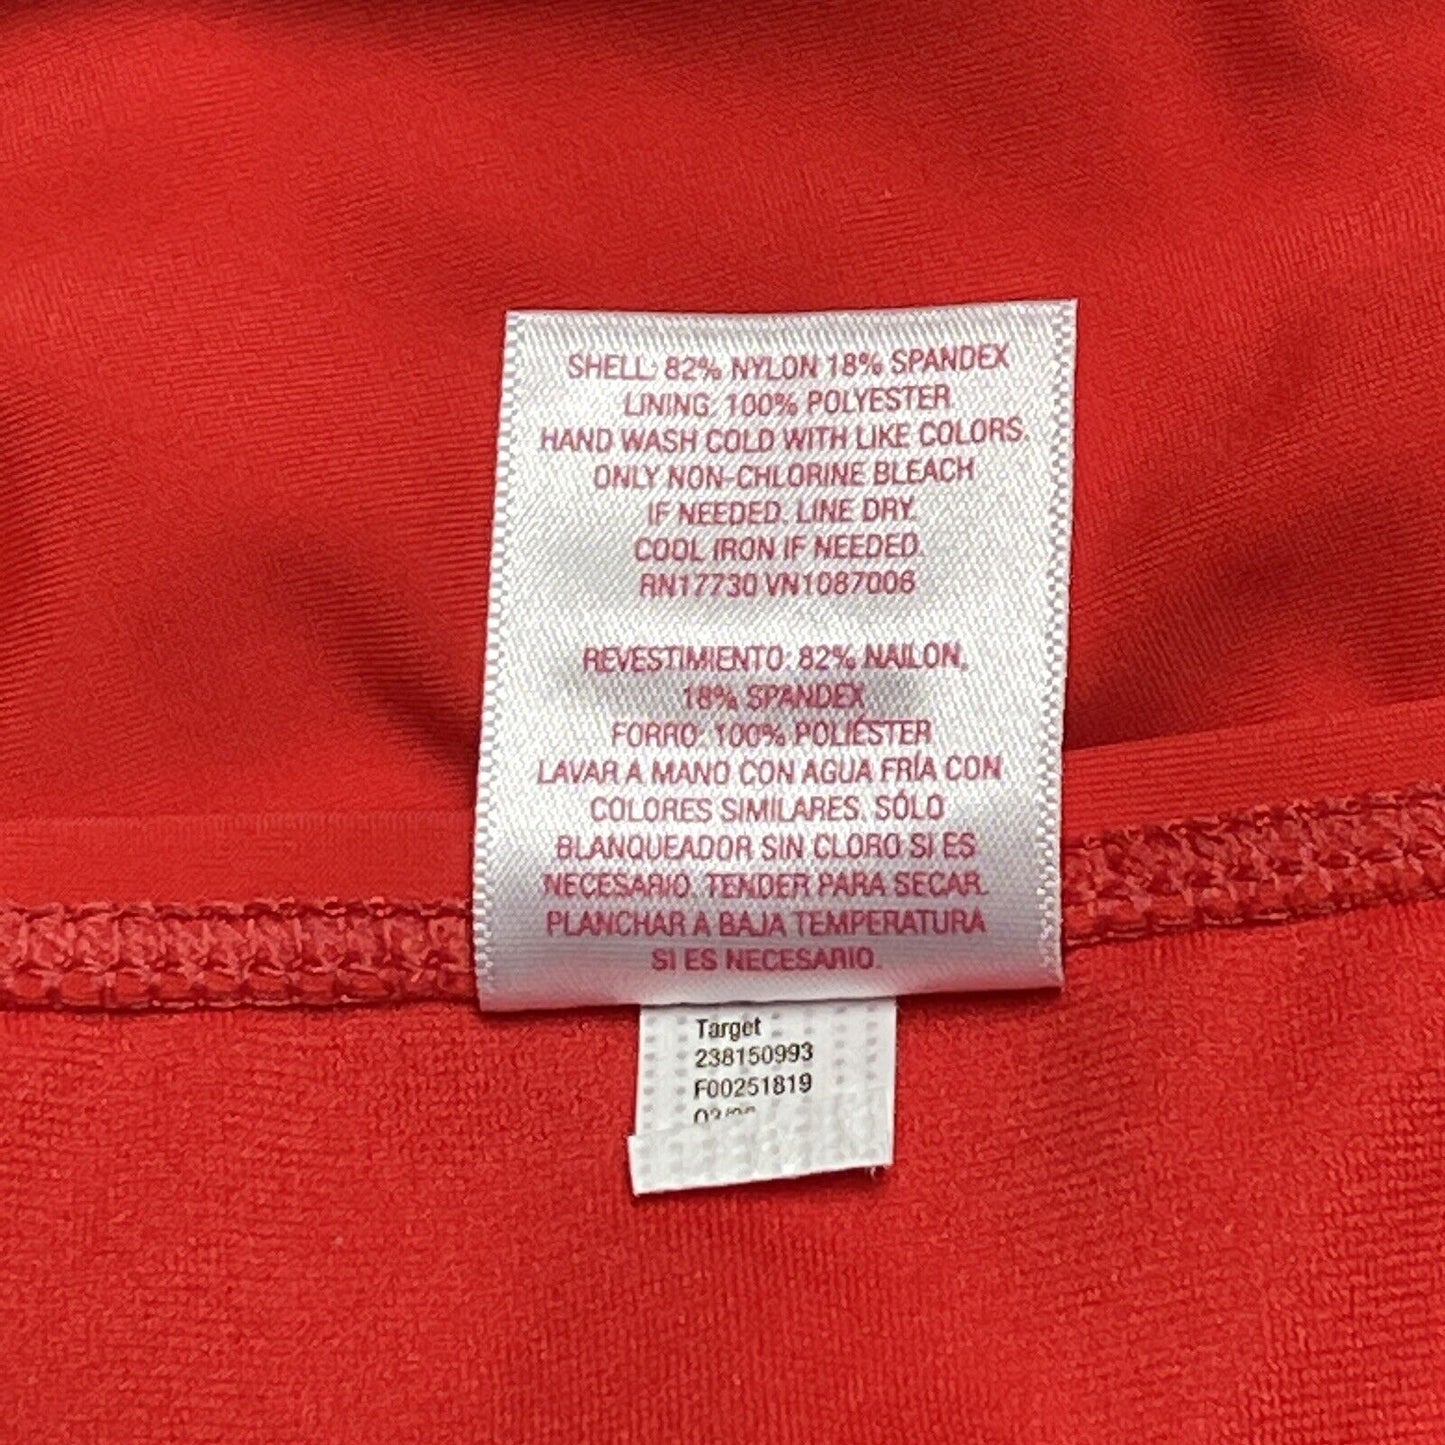 SHELL: 82% NYLON 18% SPANDEX
LINING: 100% POLYESTER
HAND WASH COLD WITH LIKE COLORS.
ONLY NON-CHLORINE BLEACH
IF NEEDED. LINE DRY.
COOL IRON IF NEEDED.
RN17730 VN1087006
REVESTIMIENTO: 82% NAILON,
18% SPANDEX
FORRO: 100% POLIÉSTER
LAVAR A MANO CON AGUA FRÍA CON
COLORES SIMILARES. SÓLO
BLANQUEADOR SIN CLORO SI ES
NECESARIO. TENDER PARA SECAR.
PLANCHAR A BAJA TEMPERATURA
SI ES NECESARIO.
Target
238150993
F00251819